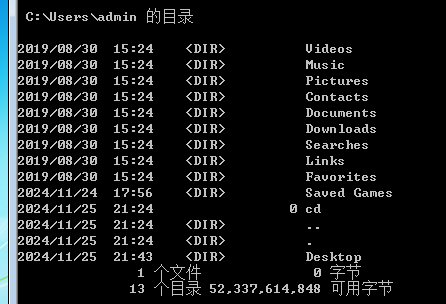 C:\Users\admin 的目录
2019/08/30  15:24    <DIR>          Videos
2019/08/30  15:24    <DIR>          Music
2019/08/30  15:24    <DIR>          Pictures
2019/08/30  15:24    <DIR>          Contacts
2019/08/30  15:24    <DIR>          Documents
2019/08/30  15:24    <DIR>          Downloads
2019/08/30  15:24    <DIR>          Searches
2019/08/30  15:24    <DIR>          Links
2019/08/30  15:24    <DIR>          Favorites
2024/11/24  17:56    <DIR>          Saved Games
2024/11/25  21:24                 0 cd
2024/11/25  21:24    <DIR>          ..
2024/11/25  21:24    <DIR>          .
2024/11/25  21:43    <DIR>          Desktop
1 个文件              0 字节
13 个目录 52,337,614,848 可用字节